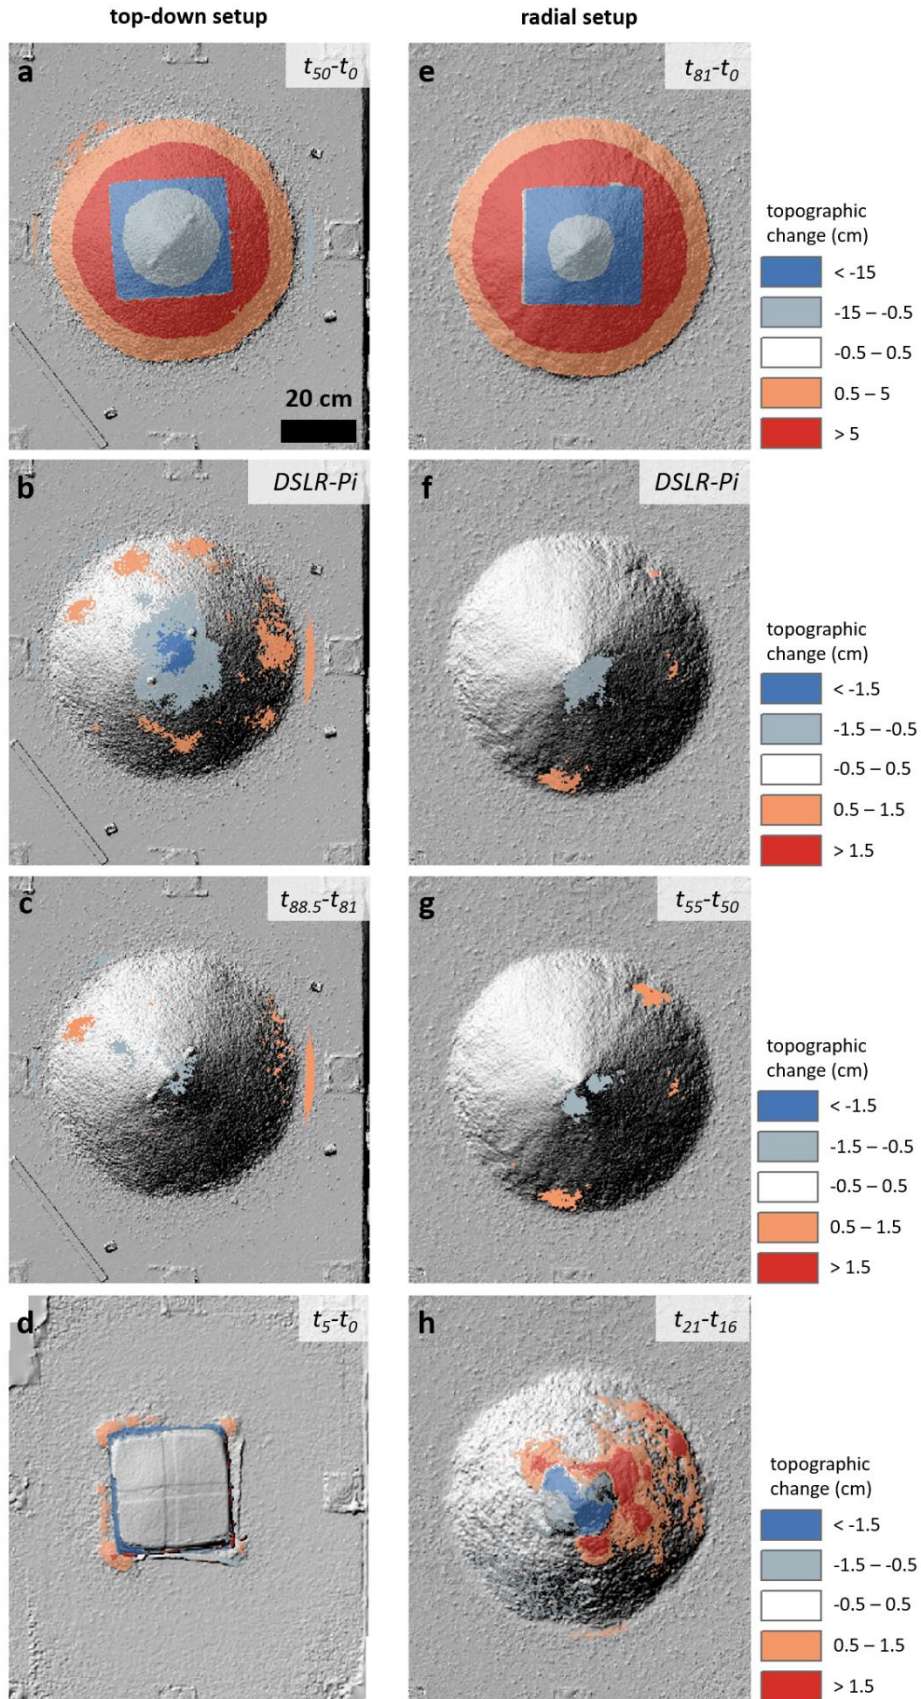 top-down setup
radial setup
a
t50-t0
e
t81-t0
20 cm
topographic
change (cm)
< -15
-15 – -0.5
-0.5 – 0.5
0.5 – 5
> 5
b
DSLR-Pi
f
DSLR-Pi
topographic
change (cm)
< -1.5
-1.5 – -0.5
-0.5 – 0.5
0.5 – 1.5
> 1.5
c
t88.5-t81
g
t55-t50
topographic
change (cm)
< -1.5
-1.5 – -0.5
-0.5 – 0.5
0.5 – 1.5
> 1.5
d
t5-t0
h
t21-t16
topographic
change (cm)
< -1.5
-1.5 – -0.5
-0.5 – 0.5
0.5 – 1.5
> 1.5